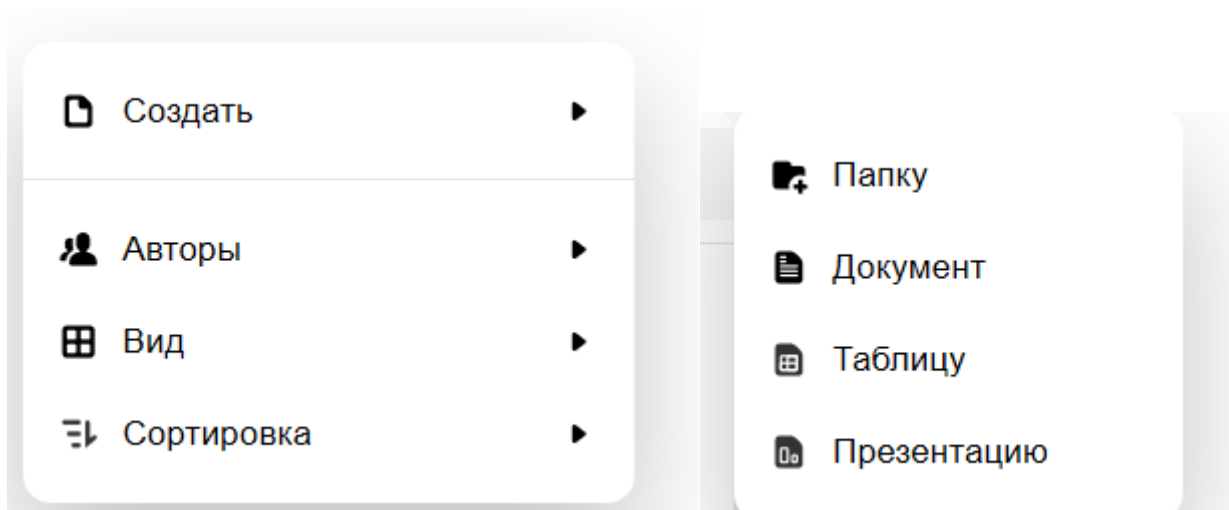 Создать
Авторы
Вид
Сортировка
Папку
Документ
Таблицу
Презентацию